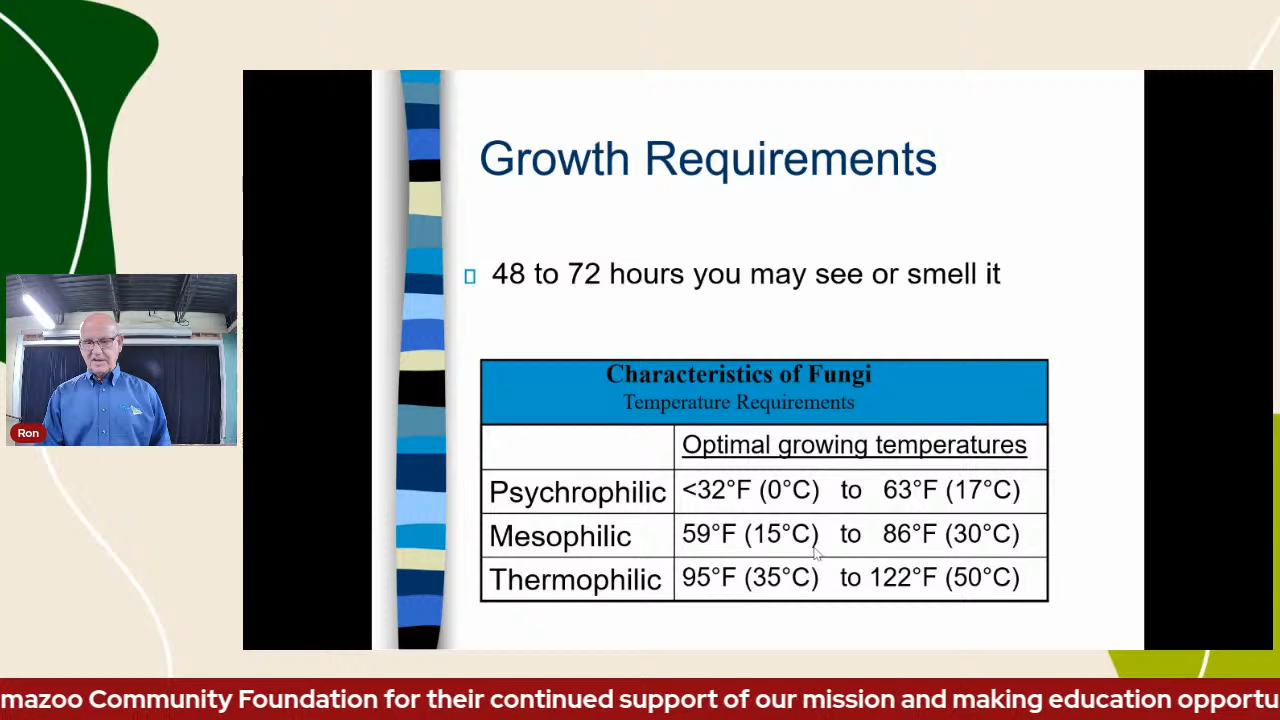 Growth Requirements
48 to 72 hours you may see or smell it
Characteristics of Fungi
Temperature Requirements
Optimal growing temperatures
Psychrophilic <32°F (0°C) to 63°F (17°C)
Mesophilic 59°F (15°C) to 86°F (30°C)
Thermophilic 95°F (35°C) to 122°F (50°C)
Ron
mazoo Community Foundation for their continued support of our mission and making education opportu